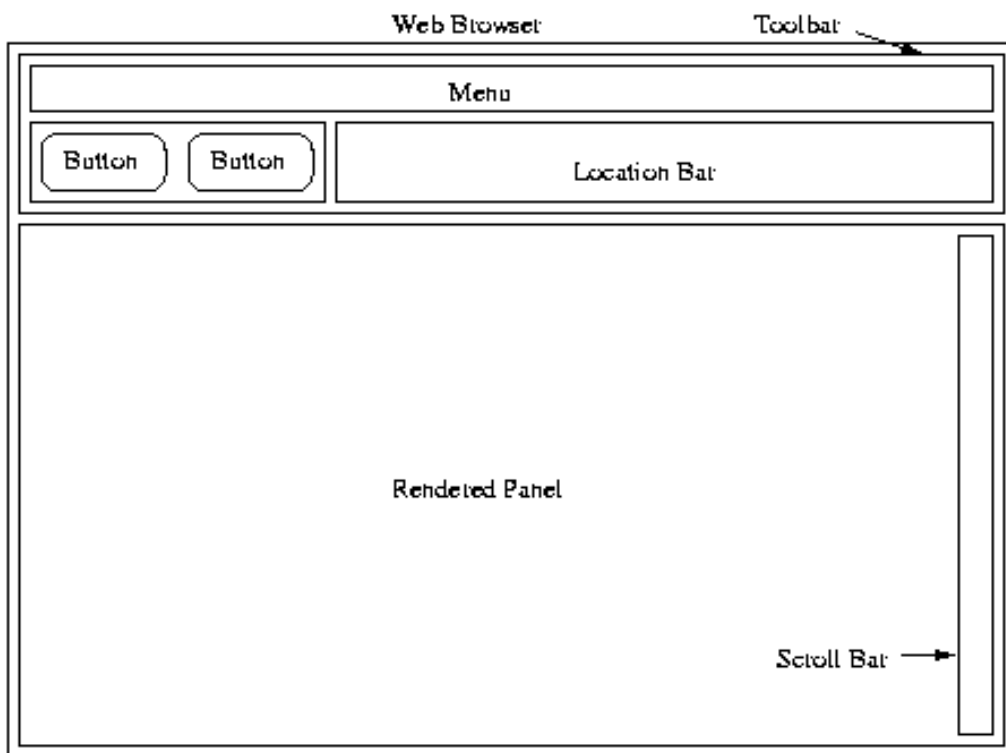 Web Browser
Toolbar
Menu
Button
Button
Location Bar
Rendered Panel
Scroll Bar